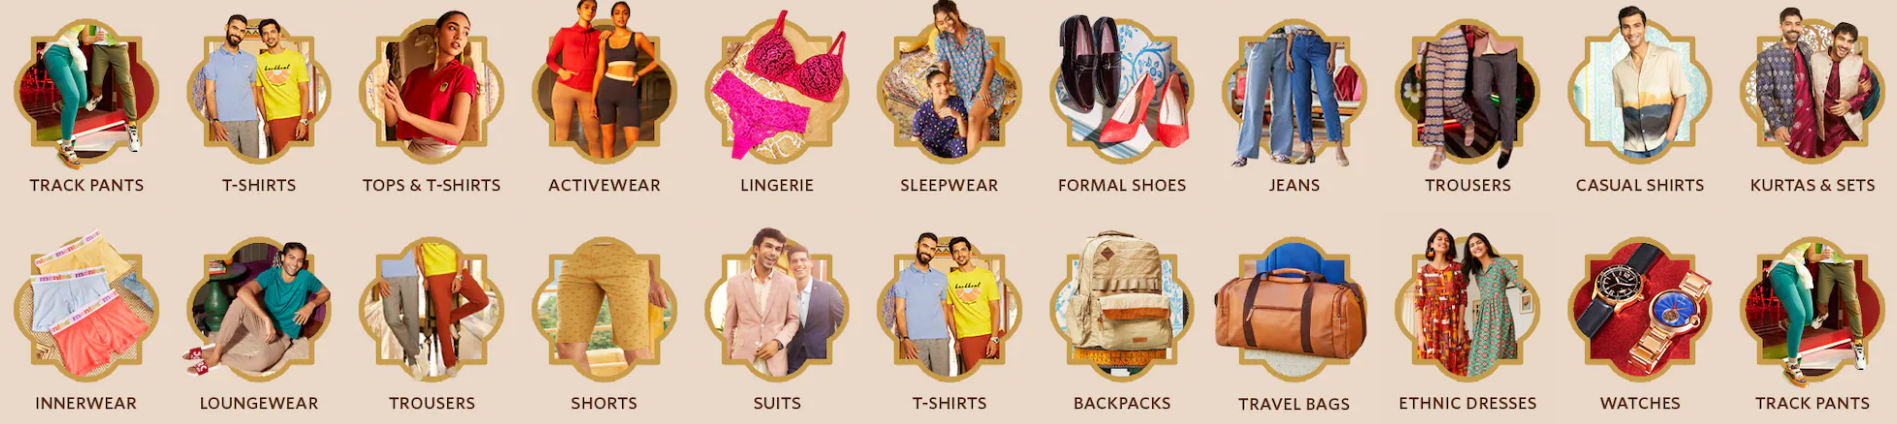 TRACK PANTS
T-SHIRTS
TOPS & T-SHIRTS
ACTIVEWEAR
LINGERIE
SLEEPWEAR
FORMAL SHOES
JEANS
TROUSERS
CASUAL SHIRTS
KURTAS & SETS
INNERWEAR
LOUNGEWEAR
TROUSERS
SHORTS
SUITS
T-SHIRTS
BACKPACKS
TRAVEL BAGS
ETHNIC DRESSES
WATCHES
TRACK PANTS